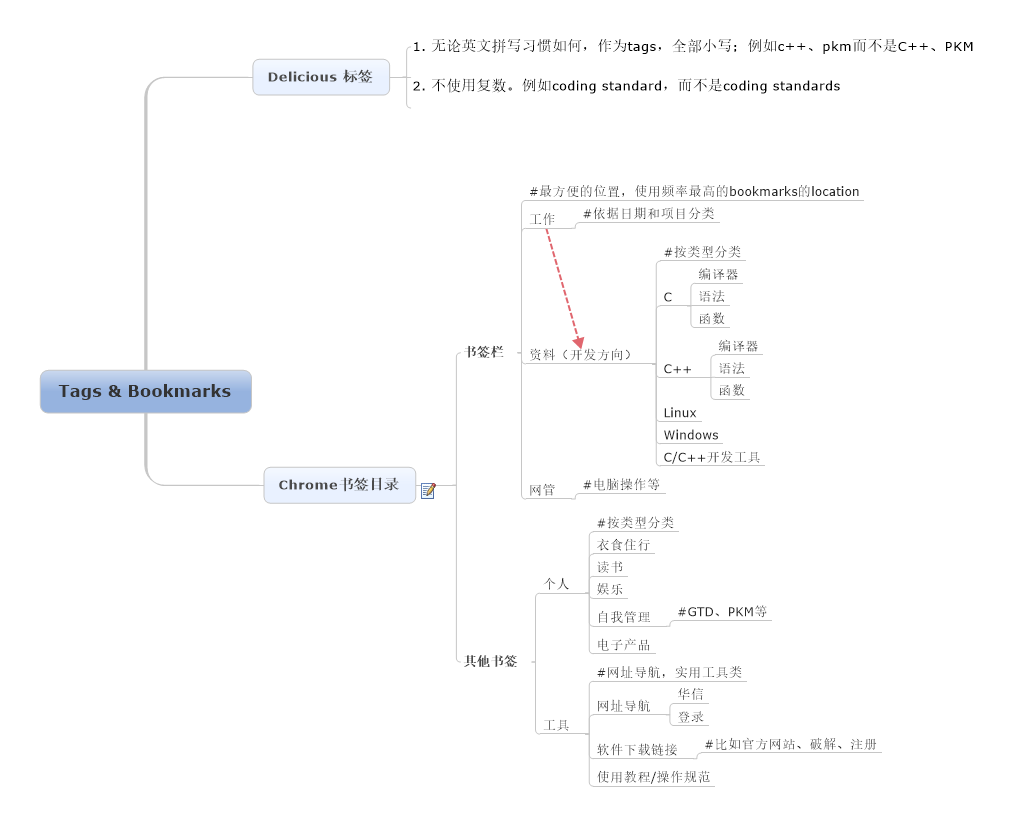 1. 无论英文拼写习惯如何，作为tags，全部小写；例如c++、pkm而不是C++、PKM
Delicious 标签
2. 不使用复数。例如coding standard，而不是coding standards
#最方便的位置，使用频率最高的bookmarks的location
工作
#依据日期和项目分类
#按类型分类
编译器
C
语法
函数
书签栏
资料（开发方向）
编译器
C++
语法
函数
Tags & Bookmarks
Linux
Windows
C/C++开发工具
Chrome书签目录
网管
#电脑操作等
#按类型分类
衣食住行
读书
个人
娱乐
自我管理
#GTD、PKM等
电子产品
其他书签
#网址导航，实用工具类
华信
网址导航
登录
工具
软件下载链接
#比如官方网站、破解、注册
使用教程/操作规范